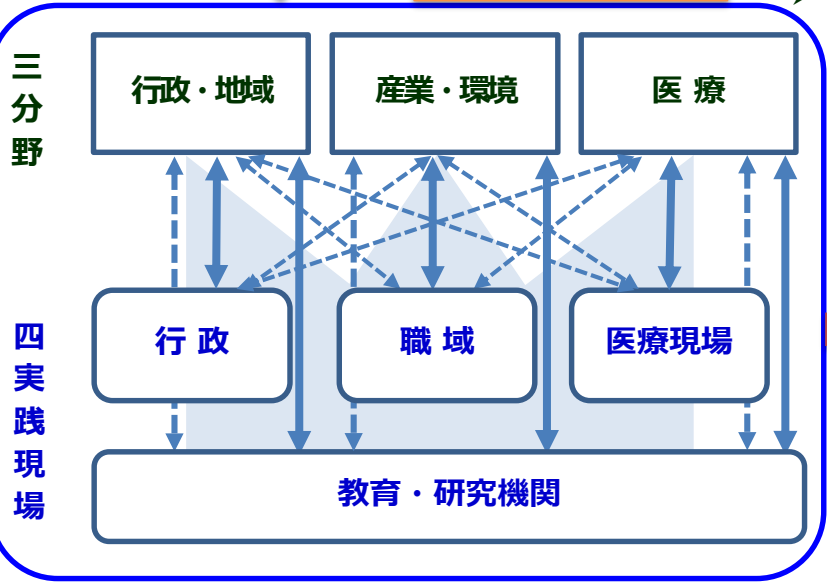 三分野
行政・地域
産業・環境
医 療
四実践現場
行 政
職 域
医療現場
教育・研究機関